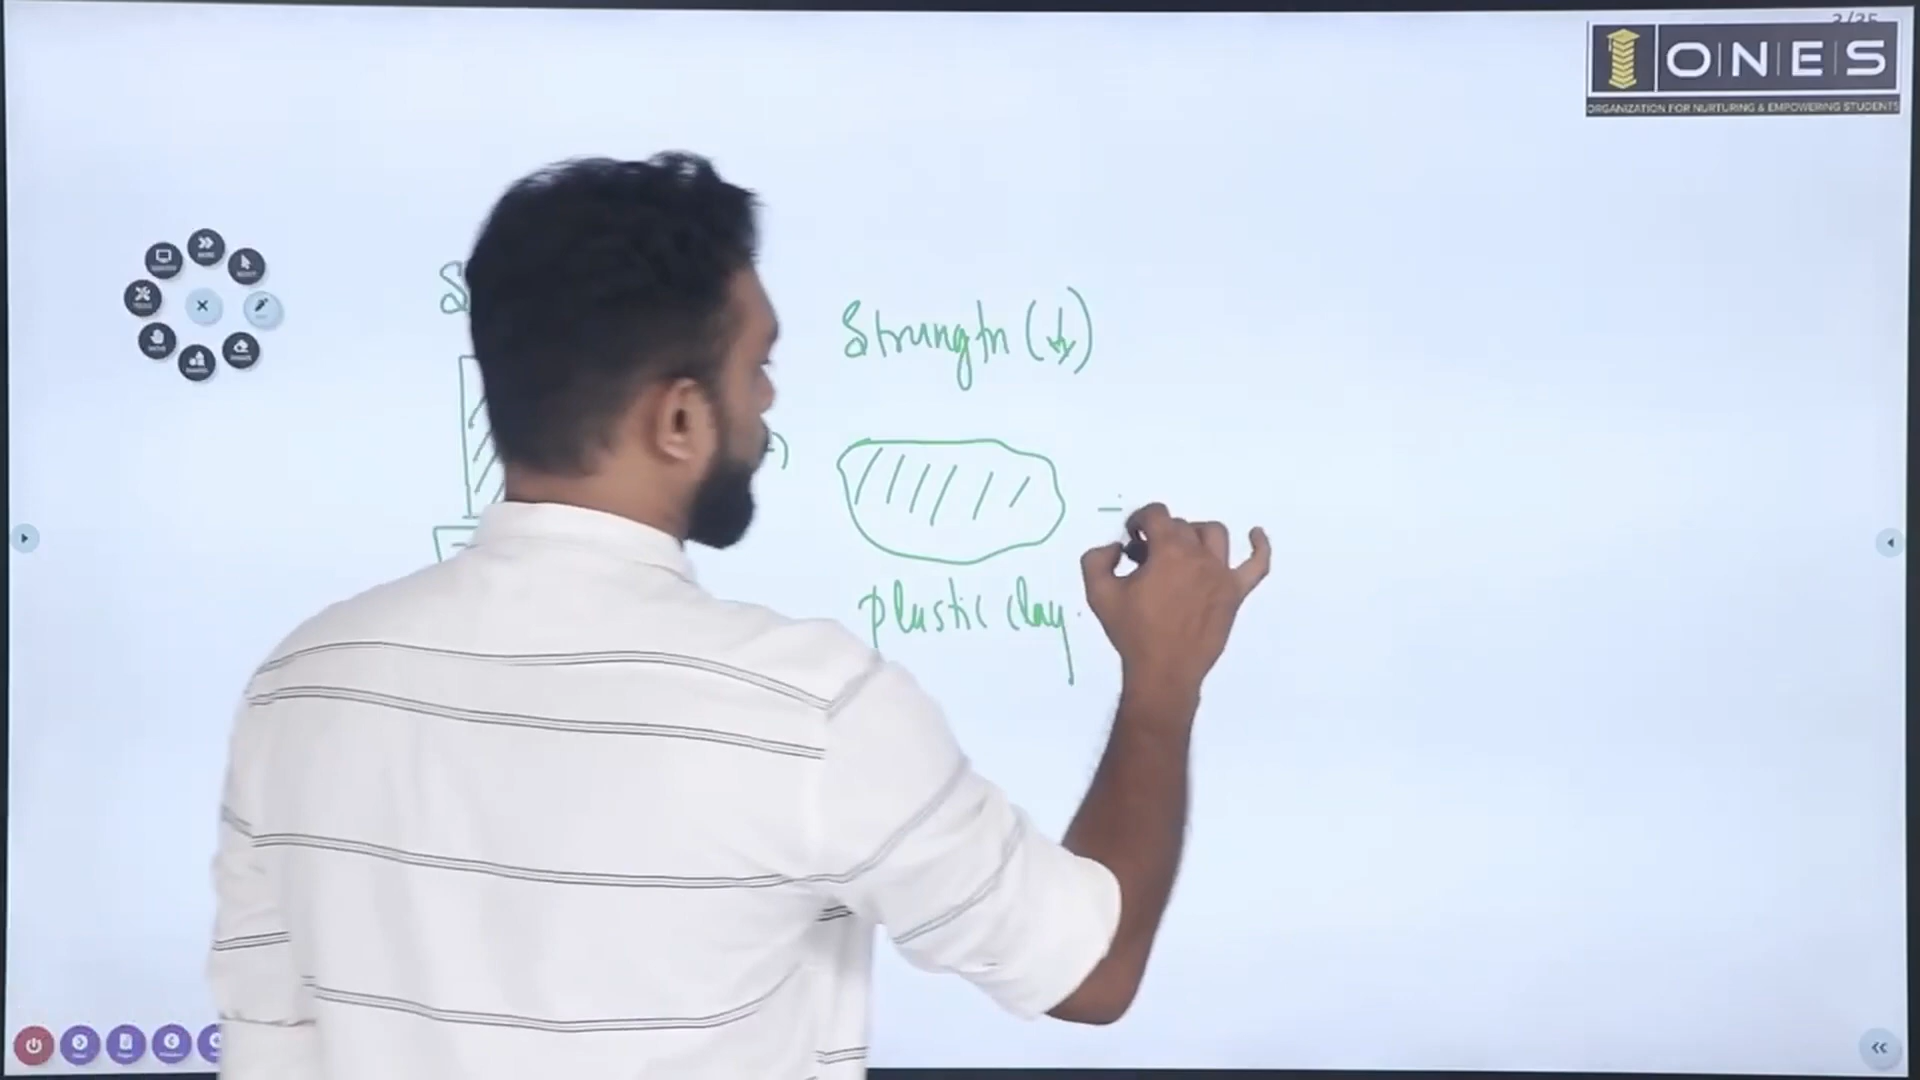 ONES
ORGANIZATION FOR NURTURING & EMPOWERING STUDENTS
Strength (↓)
plastic clay